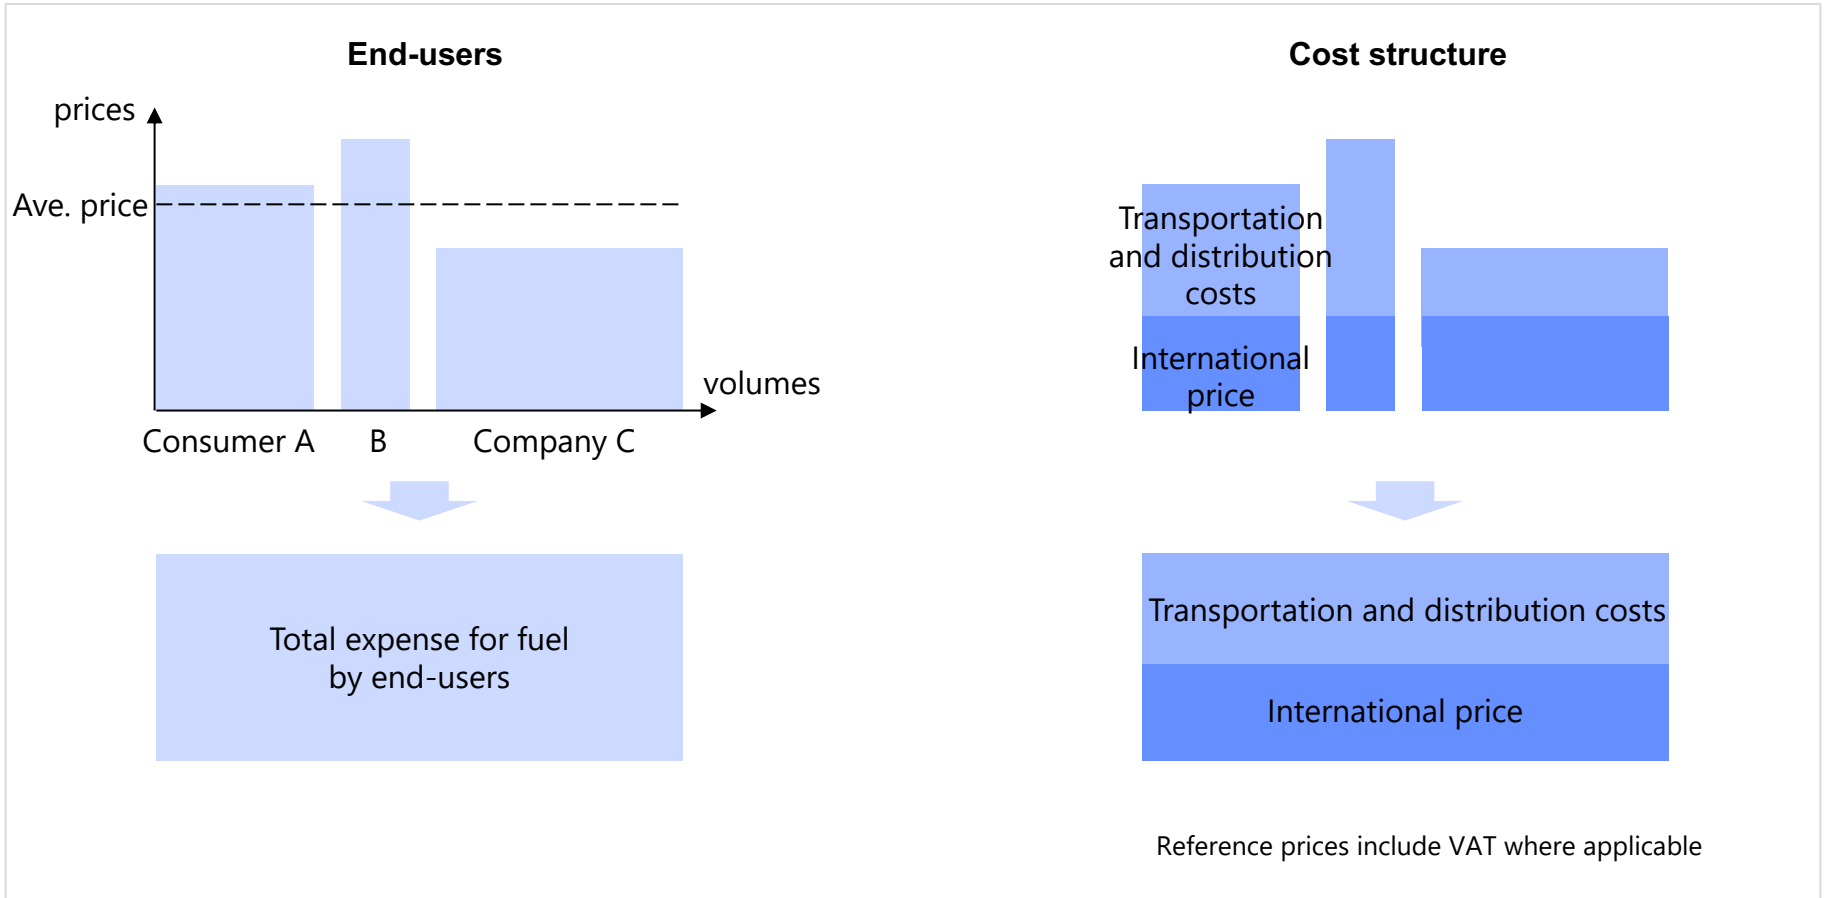 End-users
prices
Ave. price
volumes
Consumer A
B
Company C
Total expense for fuel
by end-users
Cost structure
Transportation
and distribution
costs
International
price
Transportation and distribution costs
International price
Reference prices include VAT where applicable